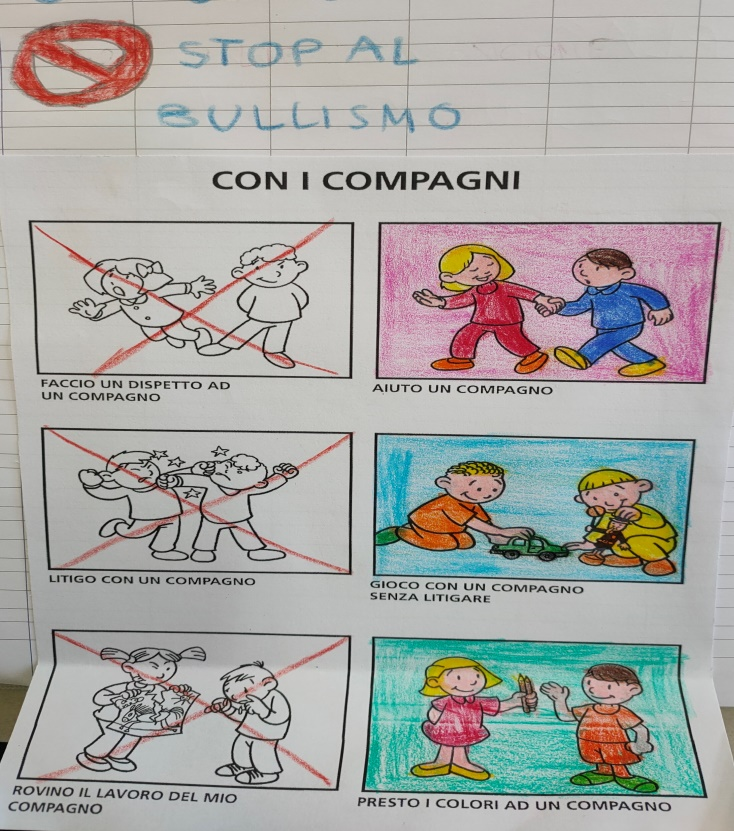 STOP AL
BULLISMO
CON I COMPAGNI
FACCIO UN DISPETTO AD
UN COMPAGNO
AIUTO UN COMPAGNO
LITIGO CON UN COMPAGNO
GIOCO CON UN COMPAGNO
SENZA LITIGARE
ROVINO IL LAVORO DEL MIO
COMPAGNO
PRESTO I COLORI AD UN COMPAGNO